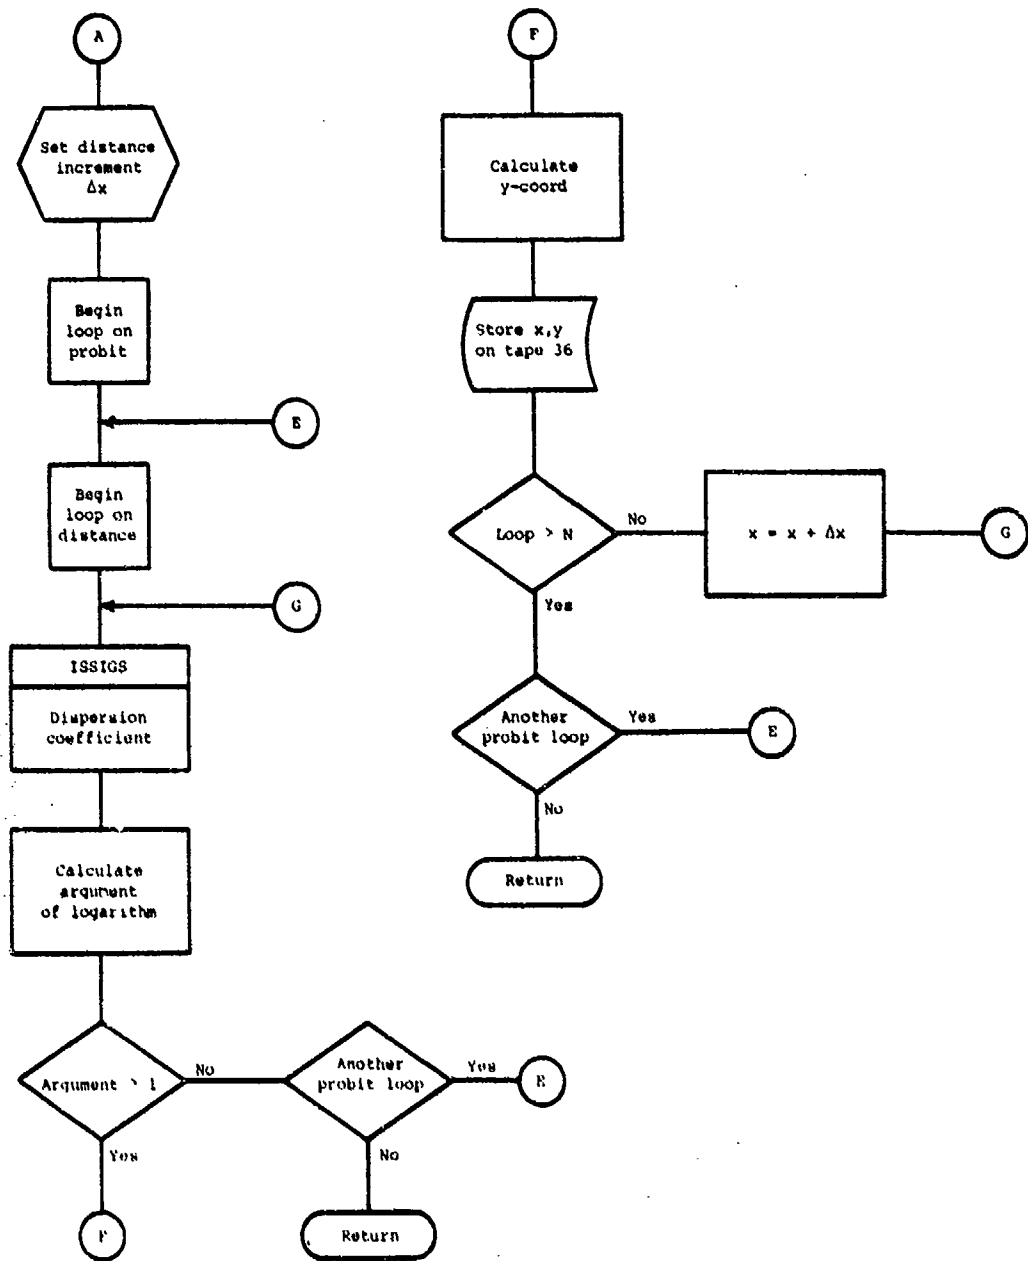 A
Set distance
increment
Δx
Begin
loop on
probit
E
Begin
loop on
distance
G
ISSIGS
Dispersion
coefficient
Calculate
argument
of logarithm
Argument > 1
No
Another
probit loop
Yes
E
Yes
No
F
Return
F
Calculate
y-coord
Store x,y
on tape 36
Loop > N
No
x = x + Δx
G
Yes
Another
probit loop
Yes
E
No
Return